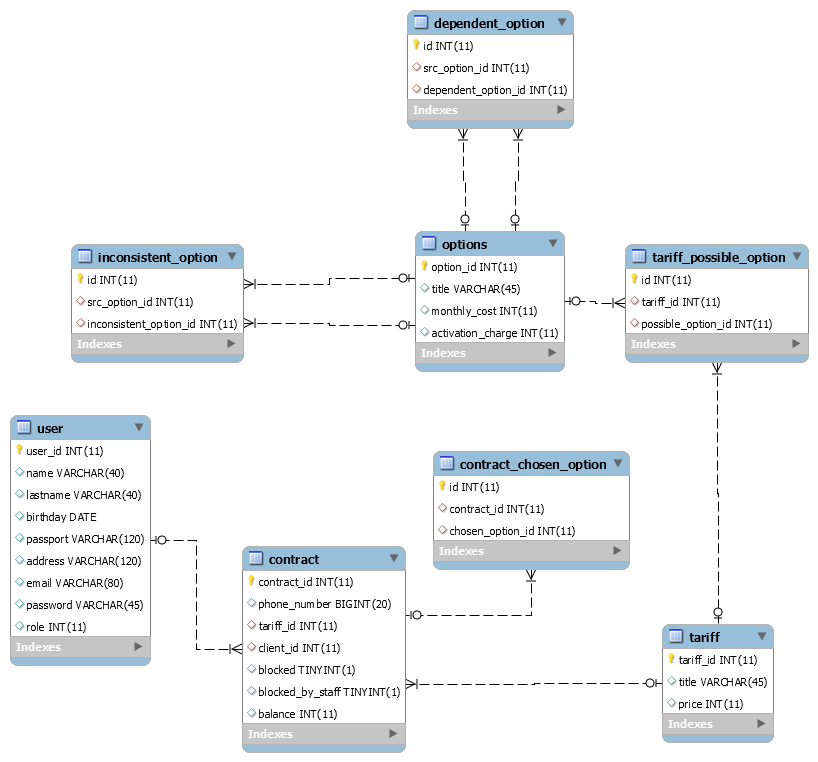 dependent_option
id INT(11)
src_option_id INT(11)
dependent_option_id INT(11)
Indexes
inconsistent_option
id INT(11)
src_option_id INT(11)
inconsistent_option_id INT(11)
Indexes
options
option_id INT(11)
title VARCHAR(45)
monthly_cost INT(11)
activation_charge INT(11)
Indexes
tariff_possible_option
id INT(11)
tariff_id INT(11)
possible_option_id INT(11)
Indexes
user
user_id INT(11)
name VARCHAR(40)
lastname VARCHAR(40)
birthday DATE
passport VARCHAR(120)
address VARCHAR(120)
email VARCHAR(80)
password VARCHAR(45)
role INT(11)
Indexes
contract_chosen_option
id INT(11)
contract_id INT(11)
chosen_option_id INT(11)
Indexes
contract
contract_id INT(11)
phone_number BIGINT(20)
tariff_id INT(11)
client_id INT(11)
blocked TINYINT(1)
blocked_by_staff TINYINT(1)
balance INT(11)
Indexes
tariff
tariff_id INT(11)
title VARCHAR(45)
price INT(11)
Indexes